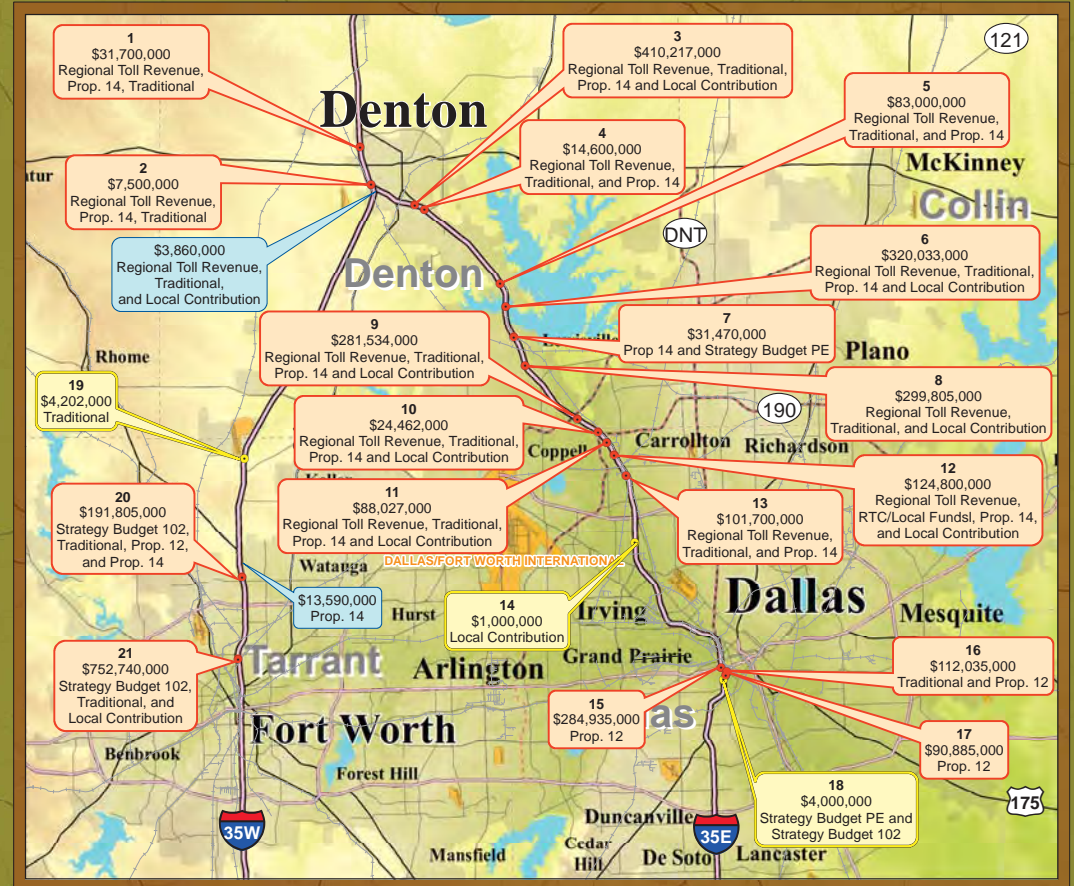 1
$31,700,000
Regional Toll Revenue,
Prop. 14, Traditional
3
$410,217,000
Regional Toll Revenue, Traditional,
Prop. 14 and Local Contribution
121
5
$83,000,000
Regional Toll Revenue,
Traditional, and Prop. 14
Denton
4
$14,600,000
Regional Toll Revenue,
Traditional, and Prop. 14
McKinney
Collin
2
$7,500,000
Regional Toll Revenue,
Prop. 14, Traditional
DNT
$3,860,000
Regional Toll Revenue,
Traditional,
and Local Contribution
Denton
6
$320,033,000
Regional Toll Revenue, Traditional,
Prop. 14 and Local Contribution
9
$281,534,000
Regional Toll Revenue, Traditional,
Prop. 14 and Local Contribution
7
$31,470,000
Prop 14 and Strategy Budget PE
Plano
Rhome
8
$299,805,000
Regional Toll Revenue,
Traditional, and Local Contribution
19
$4,202,000
Traditional
10
$24,462,000
Regional Toll Revenue, Traditional,
Prop. 14 and Local Contribution
190
Coppell
Carrollton
Richardson
12
$124,800,000
Regional Toll Revenue,
RTC/Local Fundsl, Prop. 14,
and Local Contribution
11
$88,027,000
Regional Toll Revenue, Traditional,
Prop. 14 and Local Contribution
20
$191,805,000
Strategy Budget 102,
Traditional, Prop. 12,
and Prop. 14
13
$101,700,000
Regional Toll Revenue,
Traditional, and Prop. 14
DALLAS/FORT WORTH INTERNATIONAL
Watauga
$13,590,000
Prop. 14
Hurst
14
$1,000,000
Local Contribution
Irving
Dallas
Mesquite
21
$752,740,000
Strategy Budget 102,
Traditional, and
Local Contribution
Tarrant
Arlington
Grand Prairie
16
$112,035,000
Traditional and Prop. 12
15
$284,935,000
Prop. 12
as
Fort Worth
17
$90,885,000
Prop. 12
Benbrook
Forest Hill
18
$4,000,000
Strategy Budget PE and
Strategy Budget 102
175
35W
35E
Duncanville
Cedar
Hill
Mansfield
De Soto
Lancaster